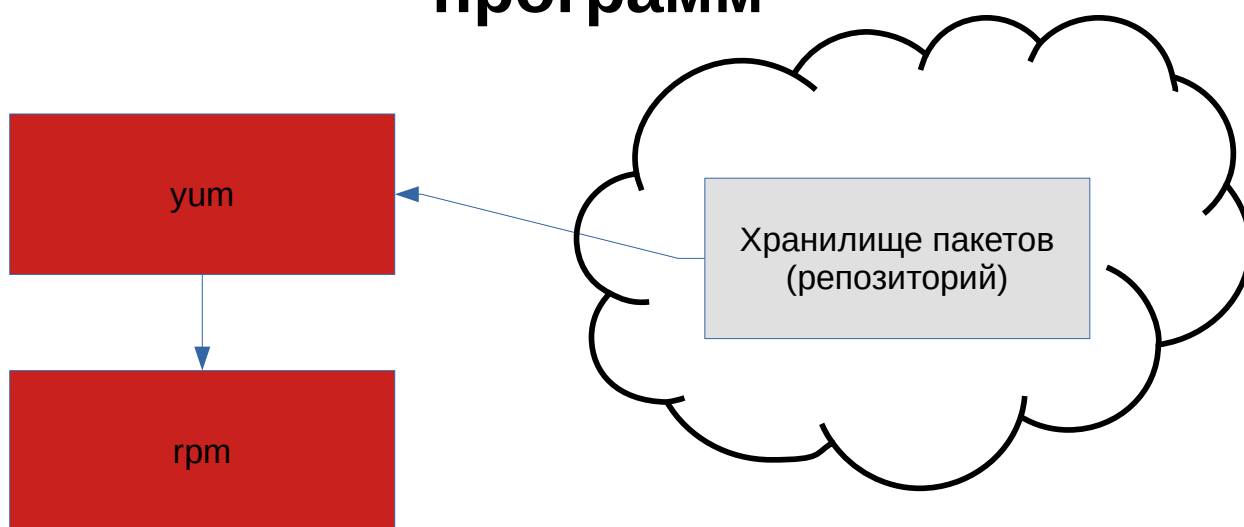 программ
yum
Хранилище пакетов
(репозиторий)
rpm